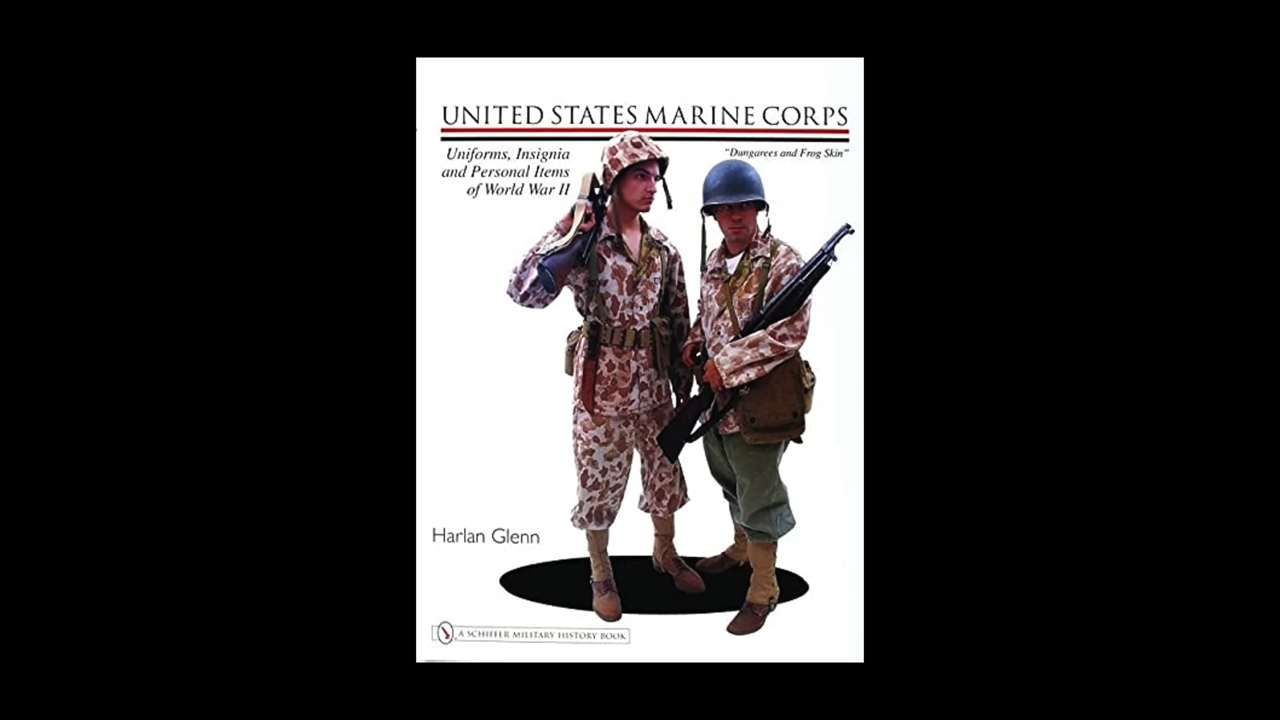 UNITED STATES MARINE CORPS
Uniforms, Insignia
and Personal Items
of World War II
"Dungarees and Frog Skin"
Harlan Glenn
A SCHIFFER MILITARY HISTORY BOOK